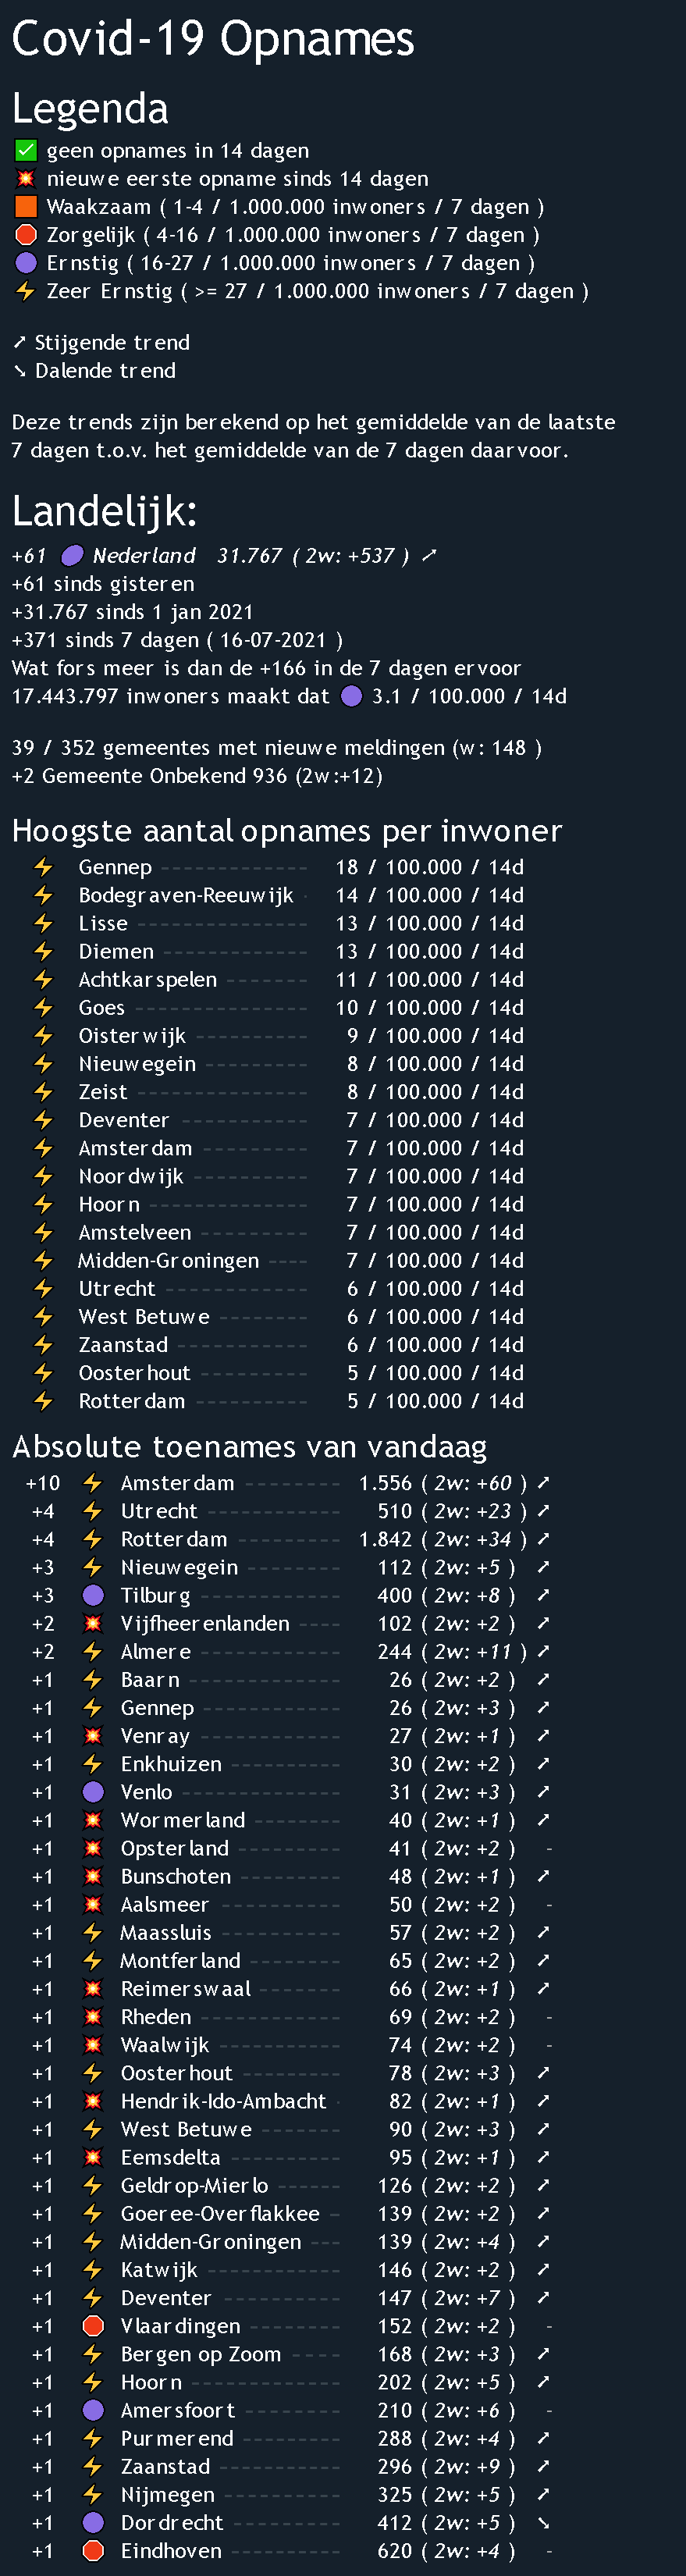 Covid-19 Opnames
Legenda
✅ geen opnames in 14 dagen
💥 nieuwe eerste opname sinds 14 dagen
🟧 Waakzaam ( 1-4 / 1.000.000 inwoners / 7 dagen )
🛑 Zorgelijk ( 4-16 / 1.000.000 inwoners / 7 dagen )
🟣 Ernstig ( 16-27 / 1.000.000 inwoners / 7 dagen )
⚡ Zeer Ernstig ( >= 27 / 1.000.000 inwoners / 7 dagen )
➚ Stijgende trend
➘ Dalende trend
Deze trends zijn berekend op het gemiddelde van de laatste
7 dagen t.o.v. het gemiddelde van de 7 dagen daarvoor.
Landelijk:
+61 🟣 Nederland 31.767 ( 2w: +537 ) ➚
+61 sinds gisteren
+31.767 sinds 1 jan 2021
+371 sinds 7 dagen ( 16-07-2021 )
Wat fors meer is dan de +166 in de 7 dagen ervoor
17.443.797 inwoners maakt dat 🟣 3.1 / 100.000 / 14d
39 / 352 gemeentes met nieuwe meldingen (w: 148 )
+2 Gemeente Onbekend 936 (2w:+12)
Hoogste aantal opnames per inwoner
⚡ Gennep 18 / 100.000 / 14d
⚡ Bodegraven-Reeuwijk 14 / 100.000 / 14d
⚡ Lisse 13 / 100.000 / 14d
⚡ Diemen 13 / 100.000 / 14d
⚡ Achtkarspelen 11 / 100.000 / 14d
⚡ Goes 10 / 100.000 / 14d
⚡ Oisterwijk 9 / 100.000 / 14d
⚡ Nieuwegein 8 / 100.000 / 14d
⚡ Zeist 8 / 100.000 / 14d
⚡ Deventer 7 / 100.000 / 14d
⚡ Amsterdam 7 / 100.000 / 14d
⚡ Noordwijk 7 / 100.000 / 14d
⚡ Hoorn 7 / 100.000 / 14d
⚡ Amstelveen 7 / 100.000 / 14d
⚡ Midden-Groningen 7 / 100.000 / 14d
⚡ Utrecht 6 / 100.000 / 14d
⚡ West Betuwe 6 / 100.000 / 14d
⚡ Zaanstad 6 / 100.000 / 14d
⚡ Oosterhout 5 / 100.000 / 14d
⚡ Rotterdam 5 / 100.000 / 14d
Absolute toenames van vandaag
+10 ⚡ Amsterdam 1.556 ( 2w: +60 ) ➚
+4 ⚡ Utrecht 510 ( 2w: +23 ) ➚
+4 ⚡ Rotterdam 1.842 ( 2w: +34 ) ➚
+3 ⚡ Nieuwegein 112 ( 2w: +5 ) ➚
+3 🟣 Tilburg 400 ( 2w: +8 ) ➚
+2 💥 Vijfheerenlanden 102 ( 2w: +2 ) ➚
+2 ⚡ Almere 244 ( 2w: +11 ) ➚
+1 ⚡ Baarn 26 ( 2w: +2 ) ➚
+1 ⚡ Gennep 26 ( 2w: +3 ) ➚
+1 💥 Venray 27 ( 2w: +1 ) ➚
+1 ⚡ Enkhuizen 30 ( 2w: +2 ) ➚
+1 🟣 Venlo 31 ( 2w: +3 ) ➚
+1 💥 Wormerland 40 ( 2w: +1 ) ➚
+1 💥 Opsterland 41 ( 2w: +2 ) -
+1 💥 Bunschoten 48 ( 2w: +1 ) ➚
+1 💥 Aalsmeer 50 ( 2w: +2 ) -
+1 ⚡ Maassluis 57 ( 2w: +2 ) ➚
+1 ⚡ Montferland 65 ( 2w: +2 ) ➚
+1 💥 Reimerswaal 66 ( 2w: +1 ) ➚
+1 💥 Rheden 69 ( 2w: +2 ) -
+1 💥 Waalwijk 74 ( 2w: +2 ) -
+1 ⚡ Oosterhout 78 ( 2w: +3 ) ➚
+1 💥 Hendrik-Ido-Ambacht 82 ( 2w: +1 ) ➚
+1 ⚡ West Betuwe 90 ( 2w: +3 ) ➚
+1 💥 Eemsdelta 95 ( 2w: +1 ) ➚
+1 ⚡ Geldrop-Mierlo 126 ( 2w: +2 ) ➚
+1 ⚡ Goeree-Overflakkee 139 ( 2w: +2 ) ➚
+1 ⚡ Midden-Groningen 139 ( 2w: +4 ) ➚
+1 ⚡ Katwijk 146 ( 2w: +2 ) ➚
+1 ⚡ Deventer 147 ( 2w: +7 ) ➚
+1 🛑 Vlaardingen 152 ( 2w: +2 ) -
+1 ⚡ Bergen op Zoom 168 ( 2w: +3 ) ➚
+1 ⚡ Hoorn 202 ( 2w: +5 ) ➚
+1 🟣 Amersfoort 210 ( 2w: +6 ) -
+1 ⚡ Purmerend 288 ( 2w: +4 ) ➚
+1 ⚡ Zaanstad 296 ( 2w: +9 ) ➚
+1 ⚡ Nijmegen 325 ( 2w: +5 ) ➚
+1 🟣 Dordrecht 412 ( 2w: +5 ) ➘
+1 🛑 Eindhoven 620 ( 2w: +4 ) -